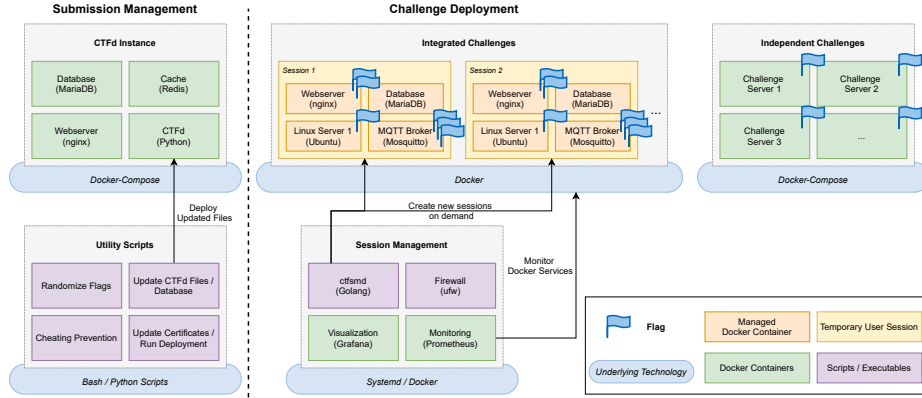 Submission Management
Challenge Deployment
CTFd Instance
Database
(MariaDB)
Cache
(Redis)
Webserver
(nginx)
CTFd
(Python)
Docker-Compose
Deploy
Updated Files
Utility Scripts
Randomize Flags
Update CTFd Files /
Database
Cheating Prevention
Update Certificates /
Run Deployment
Bash / Python Scripts
Integrated Challenges
Session 1
Webserver
(nginx)
Database
(MariaDB)
Linux Server 1
(Ubuntu)
MQTT Broker
(Mosquitto)
Session 2
Webserver
(nginx)
Database
(MariaDB)
Linux Server 1
(Ubuntu)
MQTT Broker
(Mosquitto)
...
Docker
Create new sessions
on demand
Monitor
Docker Services
Session Management
ctfsmd
(Golang)
Firewall
(ufw)
Visualization
(Grafana)
Monitoring
(Prometheus)
Systemd / Docker
Independent Challenges
Challenge
Server 1
Challenge
Server 2
Challenge
Server 3
...
Docker-Compose
Flag
Managed
Docker Container
Temporary User Session
Underlying Technology
Docker Containers
Scripts / Executables